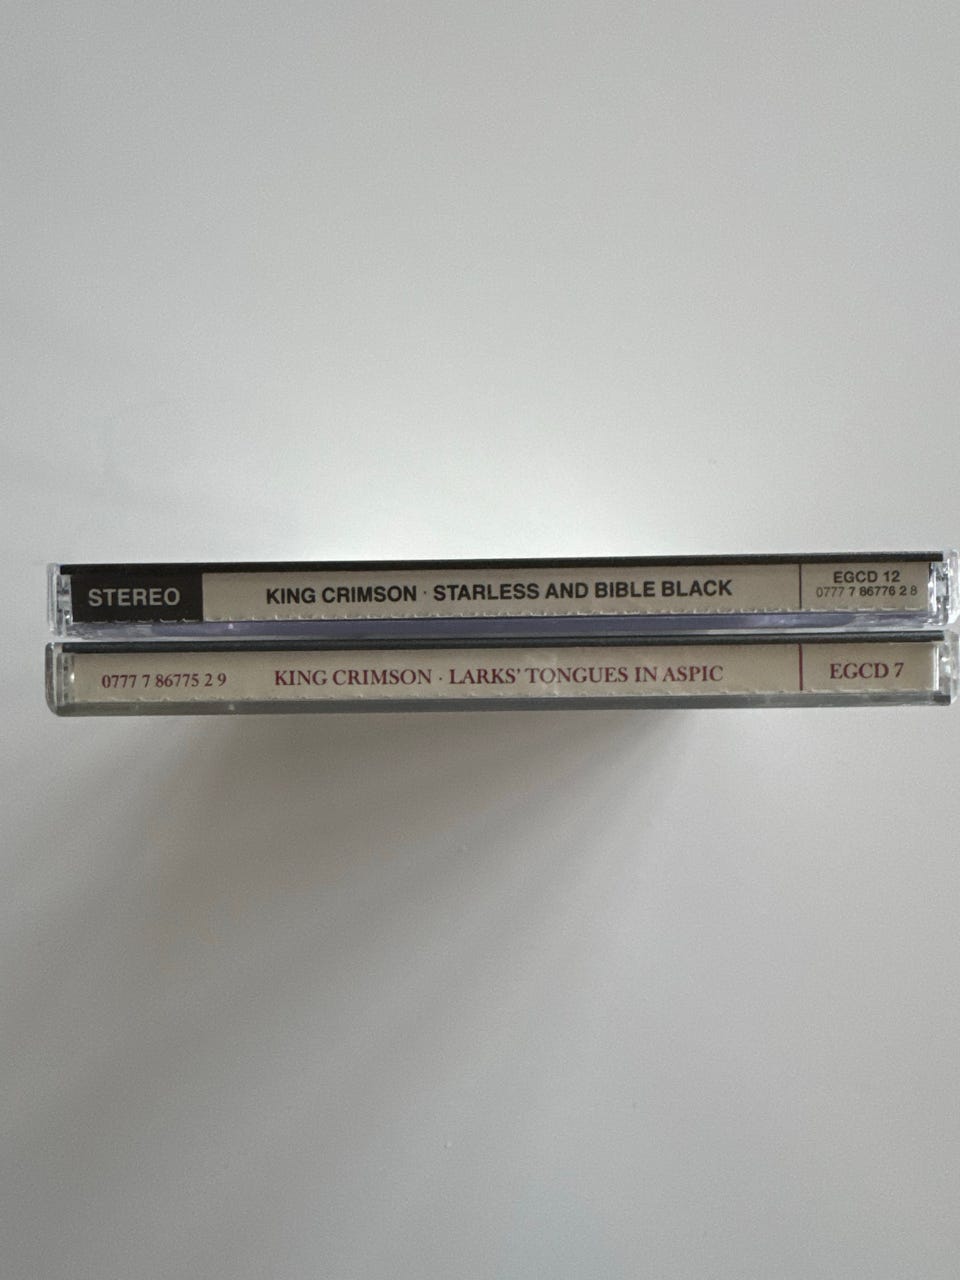 STEREO KING CRIMSON · STARLESS AND BIBLE BLACK EGCD 12
0777 7 86776 2 8
0777 7 86775 2 9 KING CRIMSON · LARKS' TONGUES IN ASPIC EGCD 7